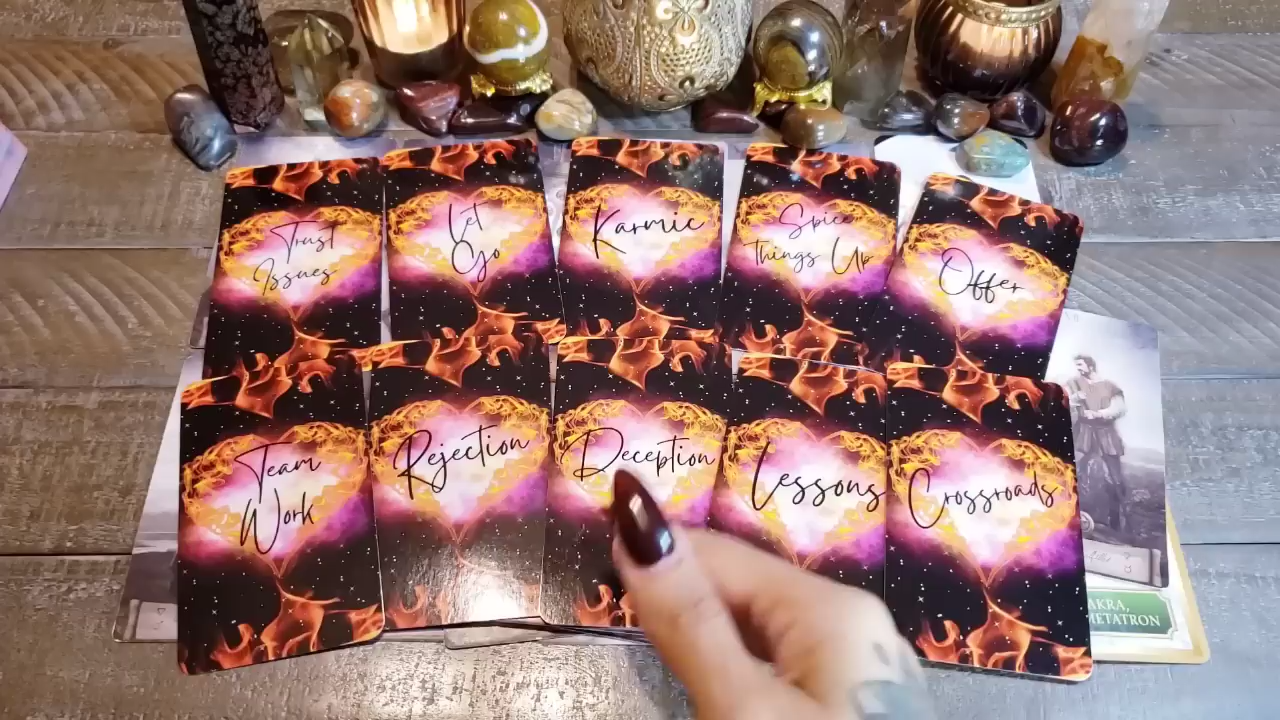 Trust
Issues
Let
Go
Karmic
Spice
Things Up
Offer
Team
Work
Rejection
Deception
Lessons
Crossroads
AKRA,
METATRON